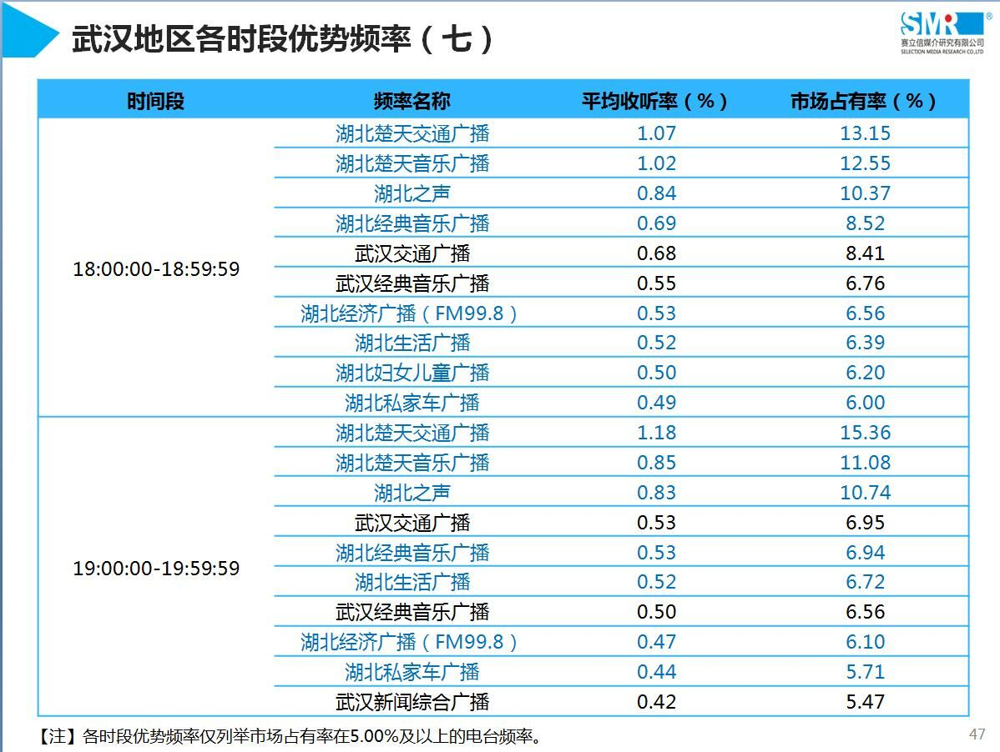 武汉地区各时段优势频率（七）
SMR®
赛立信媒介研究有限公司
SELECTION MEDIA RESEARCH CO,LTD
时间段 频率名称 平均收听率（%） 市场占有率（%）
湖北楚天交通广播 1.07 13.15
湖北楚天音乐广播 1.02 12.55
湖北之声 0.84 10.37
湖北经典音乐广播 0.69 8.52
武汉交通广播 0.68 8.41
18:00:00-18:59:59
武汉经典音乐广播 0.55 6.76
湖北经济广播（FM99.8） 0.53 6.56
湖北生活广播 0.52 6.39
湖北妇女儿童广播 0.50 6.20
湖北私家车广播 0.49 6.00
湖北楚天交通广播 1.18 15.36
湖北楚天音乐广播 0.85 11.08
湖北之声 0.83 10.74
武汉交通广播 0.53 6.95
湖北经典音乐广播 0.53 6.94
19:00:00-19:59:59
湖北生活广播 0.52 6.72
武汉经典音乐广播 0.50 6.56
湖北经济广播（FM99.8） 0.47 6.10
湖北私家车广播 0.44 5.71
武汉新闻综合广播 0.42 5.47
【注】各时段优势频率仅列举市场占有率在5.00%及以上的电台频率。
47